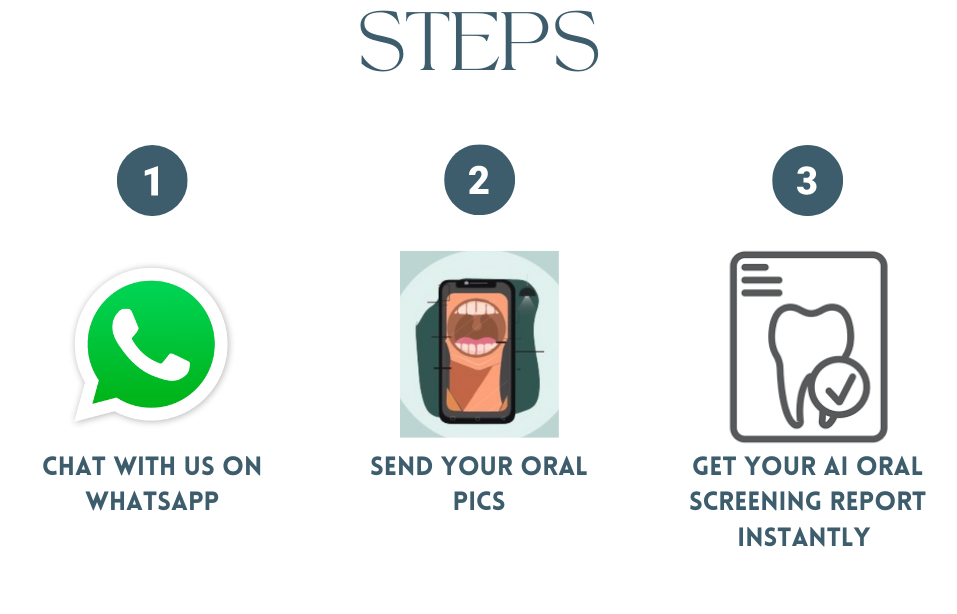 STEPS
1
2
3
CHAT WITH US ON
WHATSAPP
SEND YOUR ORAL
PICS
GET YOUR AI ORAL
SCREENING REPORT
INSTANTLY